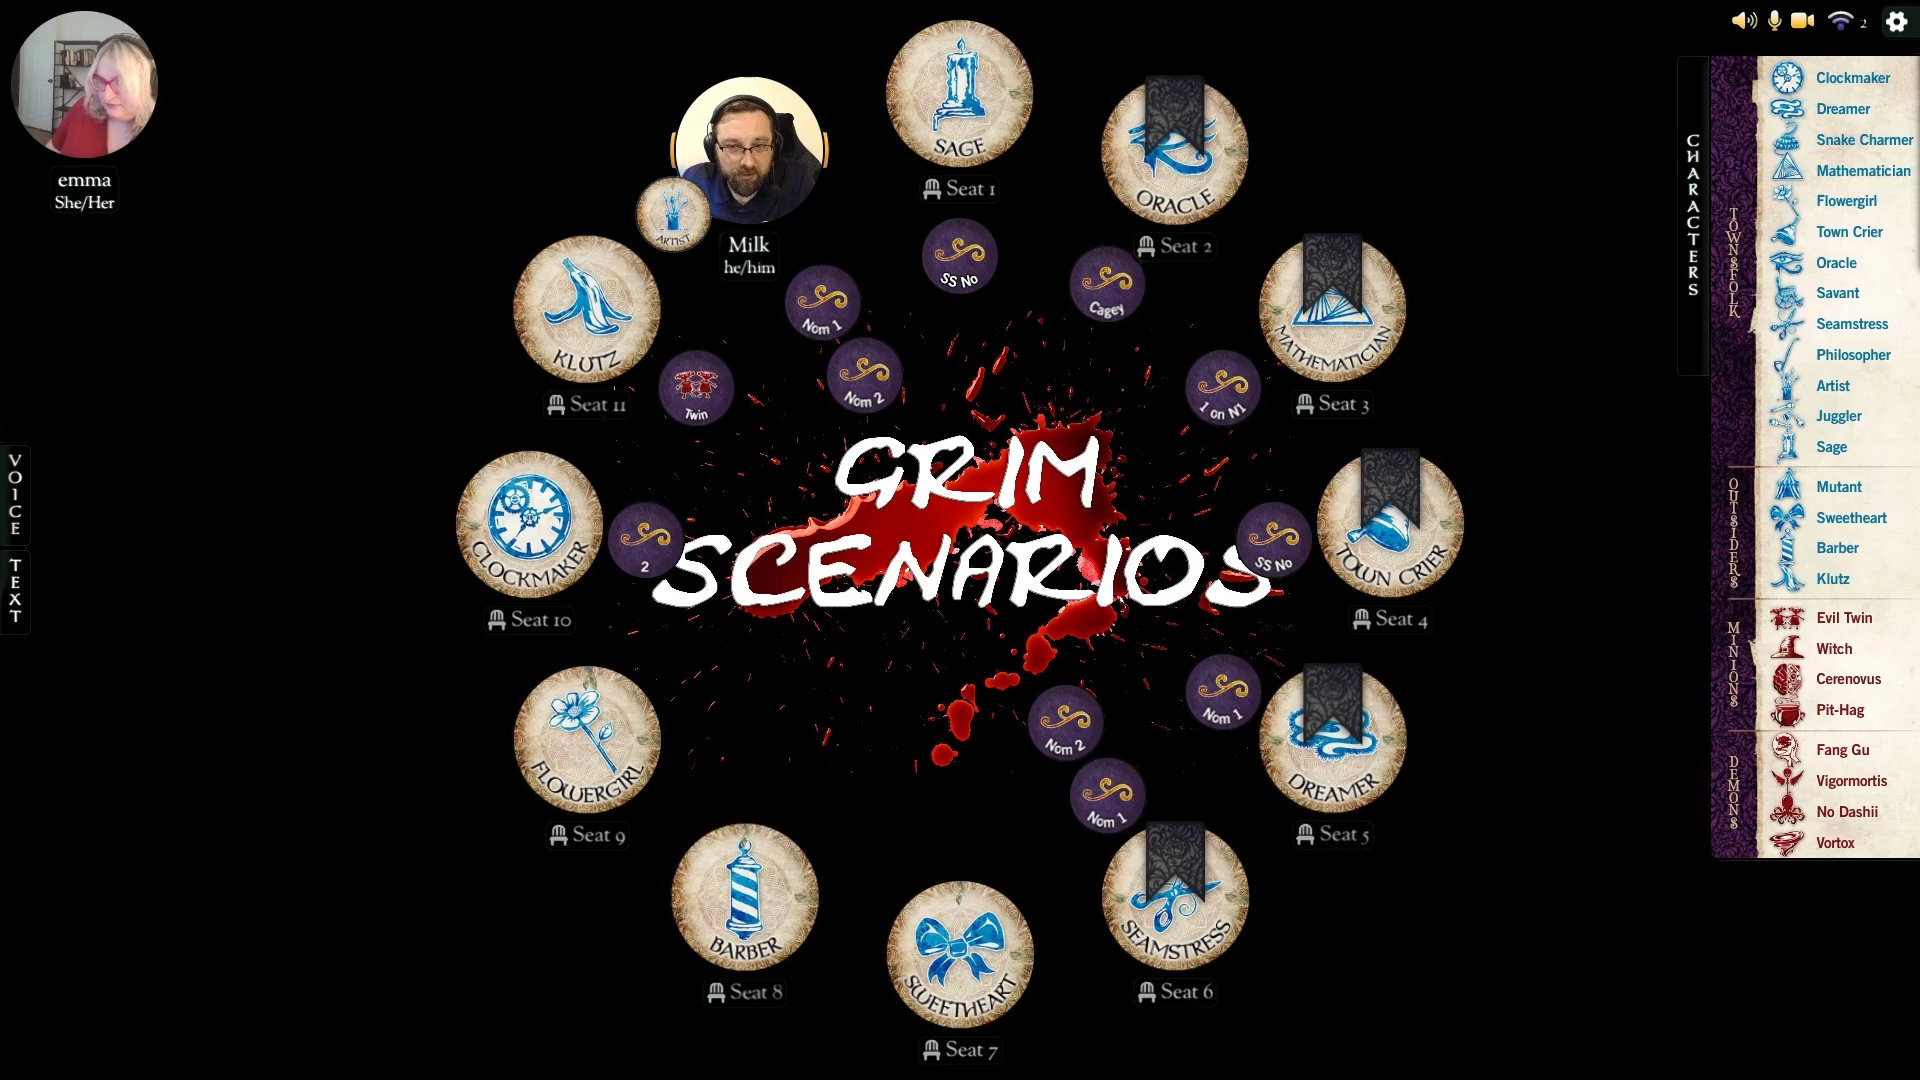 emma
She/Her
VOICE
TEXT
SAGE
Seat 1
ORACLE
Seat 2
MATHEMATICIAN
Seat 3
TOWN CRIER
Seat 4
DREAMER
Seat 5
SEAMSTRESS
Seat 6
SWEETHEART
Seat 7
BARBER
Seat 8
FLOWERGIRL
Seat 9
CLOCKMAKER
Seat 10
KLUTZ
Seat 11
ARTIST
Milk
he/him
SS No
Cagey
1 on N1
SS No
Nom 1
Nom 2
Nom 1
2
Twin
Nom 1
Nom 2
GRIM
SCENARIOS
2
CHARACTERS
TOWNSFOLK
Clockmaker
Dreamer
Snake Charmer
Mathematician
Flowergirl
Town Crier
Oracle
Savant
Seamstress
Philosopher
Artist
Juggler
Sage
OUTSIDERS
Mutant
Sweetheart
Barber
Klutz
MINIONS
Evil Twin
Witch
Cerenovus
Pit-Hag
DEMONS
Fang Gu
Vigormortis
No Dashii
Vortox